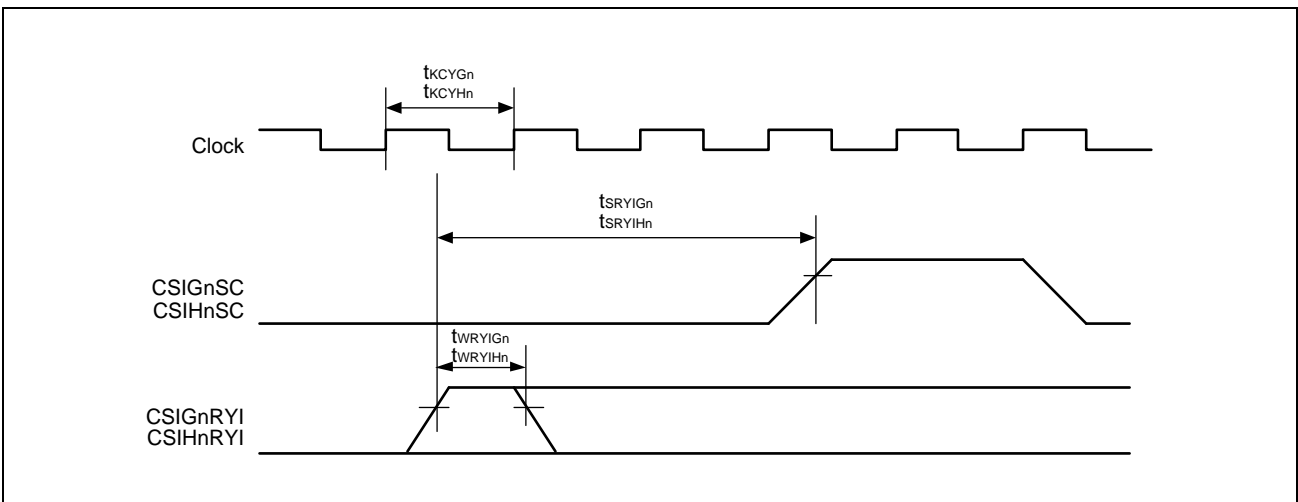 tKCYGn
tKCYHn
Clock
tSRYIGn
tSRYIHn
CSIGnSC
CSIHnSC
tWRYIGn
tWRYIHn
CSIGnRYI
CSIHnRYI